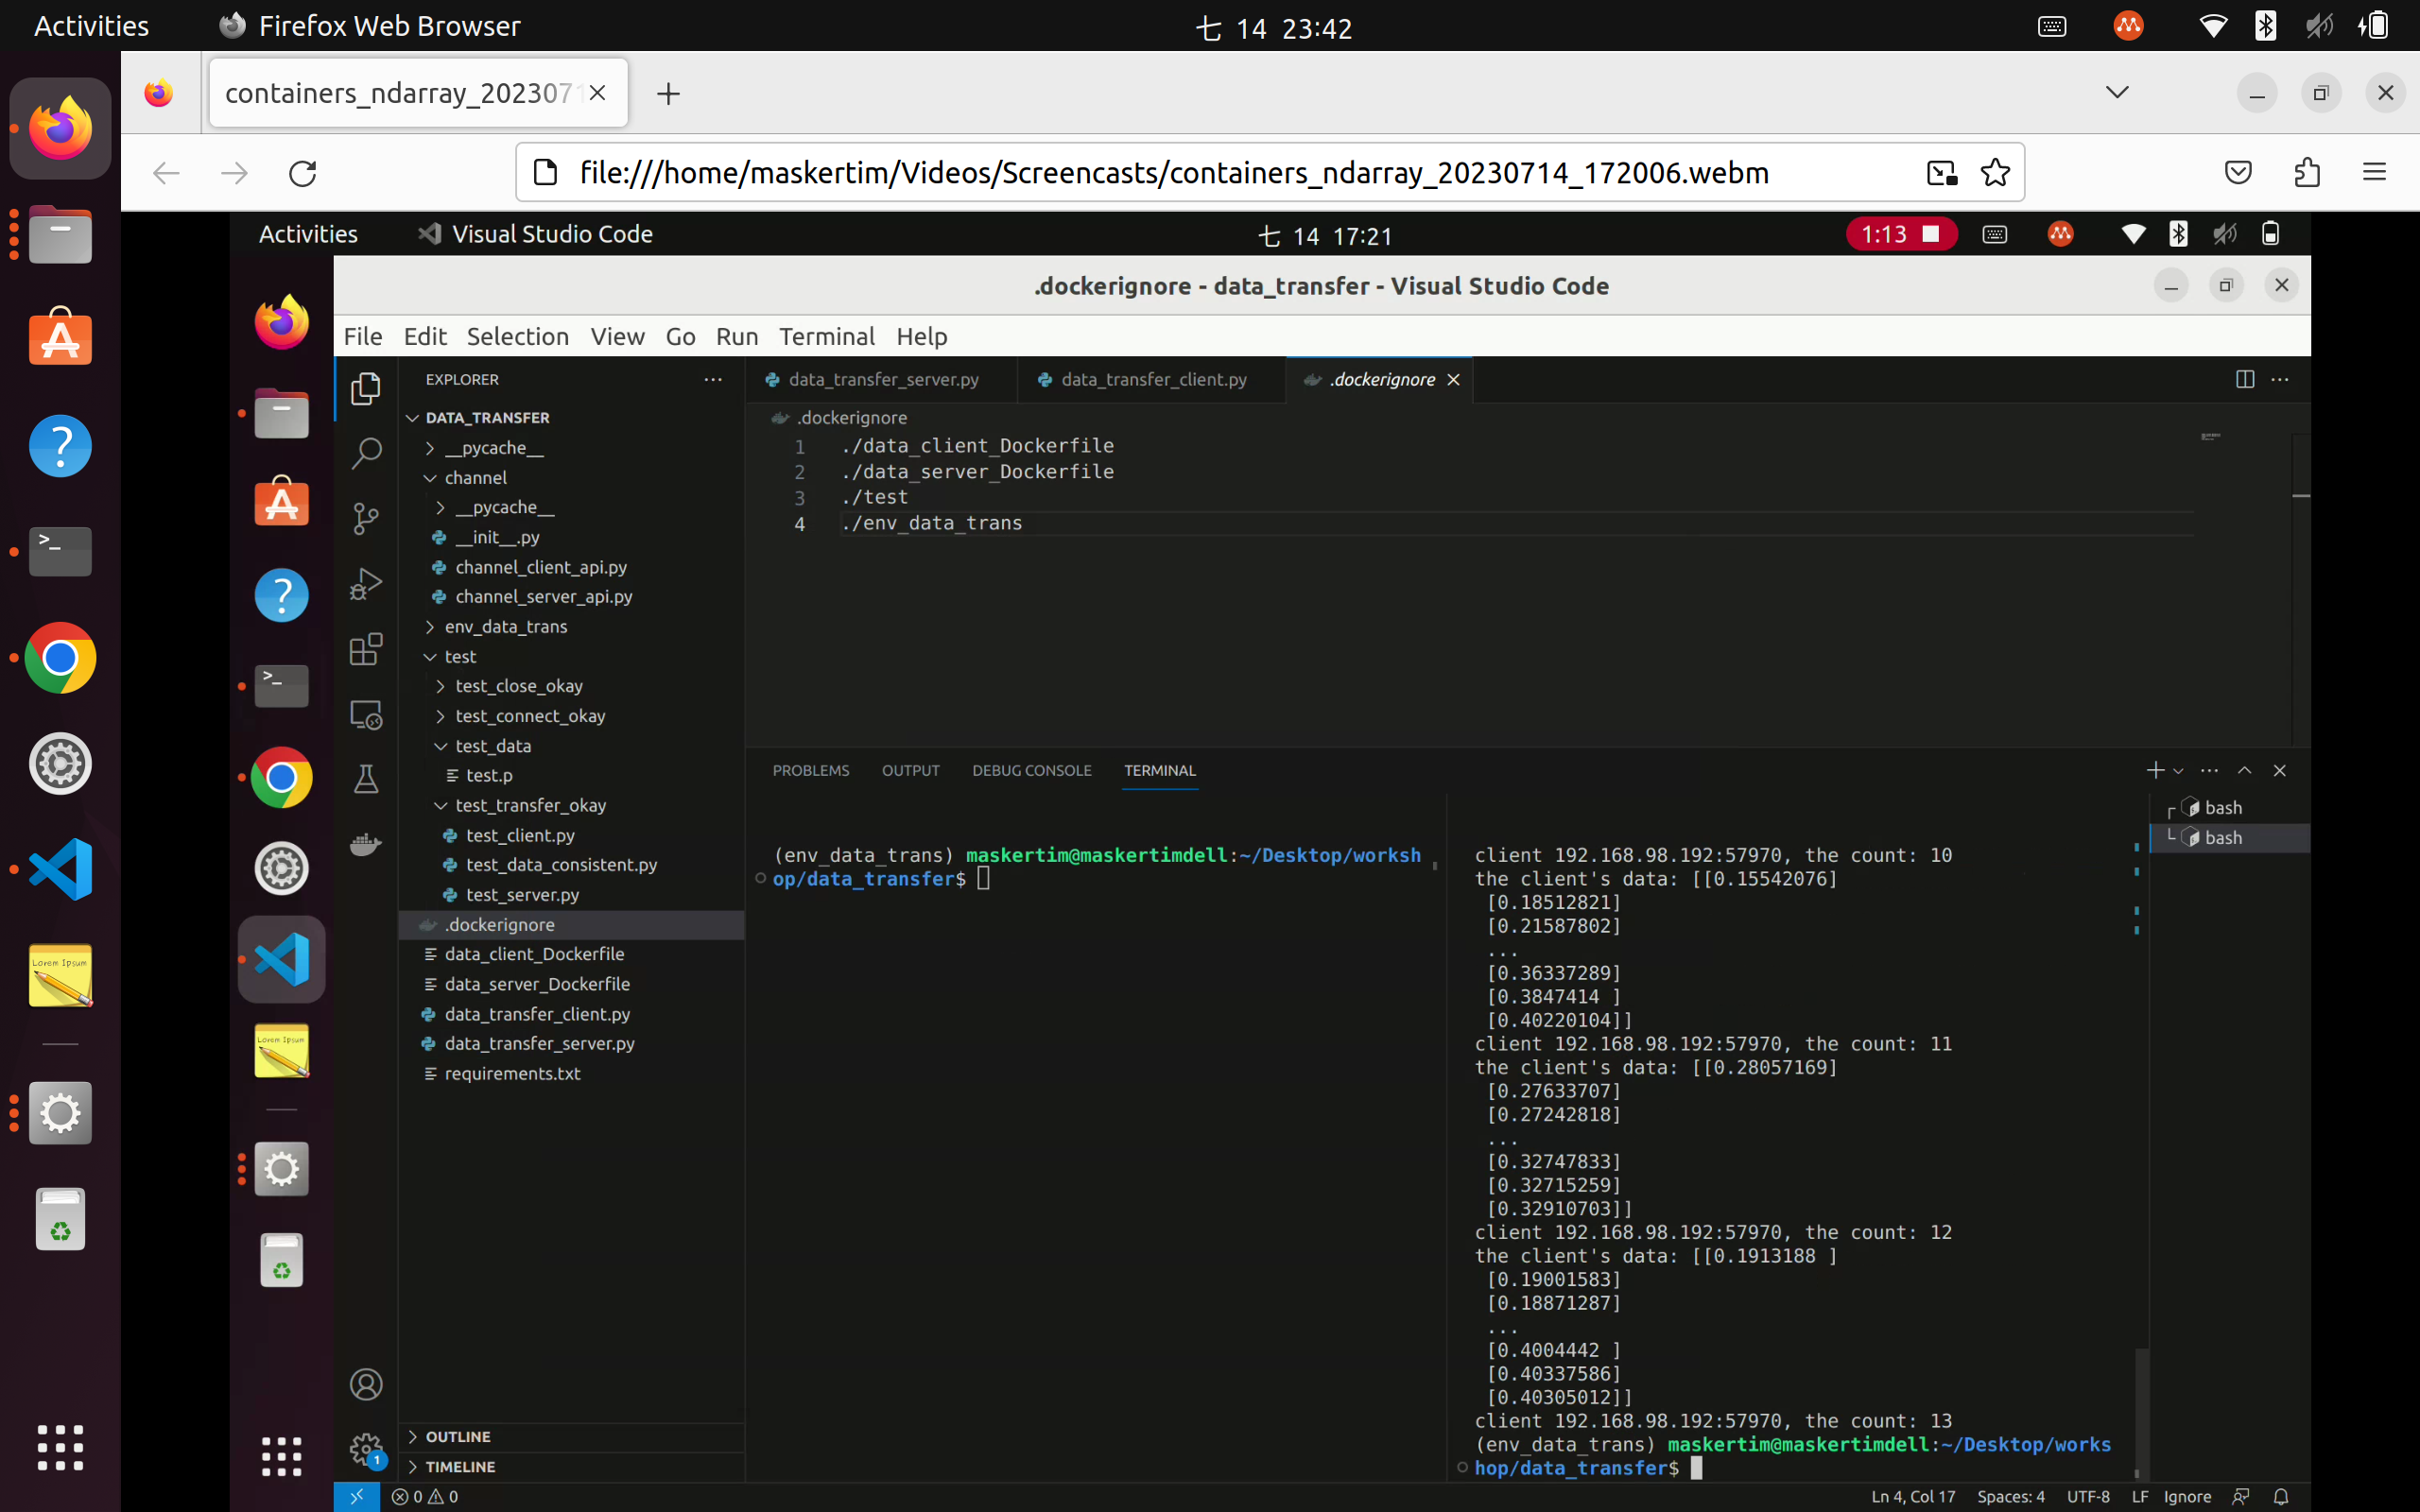 Activities Firefox Web Browser 七 14 23:42
containers_ndarray_2023071
file:///home/maskertim/Videos/Screencasts/containers_ndarray_20230714_172006.webm
Activities Visual Studio Code 七 14 17:21 1:13
.dockerignore - data_transfer - Visual Studio Code
File Edit Selection View Go Run Terminal Help
EXPLORER
DATA_TRANSFER
__pycache__
channel
__pycache__
__init__.py
channel_client_api.py
channel_server_api.py
env_data_trans
test
test_close_okay
test_connect_okay
test_data
test.p
test_transfer_okay
test_client.py
test_data_consistent.py
test_server.py
.dockerignore
data_client_Dockerfile
data_server_Dockerfile
data_transfer_client.py
data_transfer_server.py
requirements.txt
OUTLINE
TIMELINE
data_transfer_server.py data_transfer_client.py .dockerignore
.dockerignore
1 ./data_client_Dockerfile
2 ./data_server_Dockerfile
3 ./test
4 ./env_data_trans
PROBLEMS OUTPUT DEBUG CONSOLE TERMINAL
(env_data_trans) maskertim@maskertimdell:~/Desktop/worksh
op/data_transfer$
client 192.168.98.192:57970, the count: 10
the client's data: [[0.15542076]
[0.18512821]
[0.21587802]
...
[0.36337289]
[0.3847414 ]
[0.40220104]]
client 192.168.98.192:57970, the count: 11
the client's data: [[0.28057169]
[0.27633707]
[0.27242818]
...
[0.32747833]
[0.32715259]
[0.32910703]]
client 192.168.98.192:57970, the count: 12
the client's data: [[0.1913188 ]
[0.19001583]
[0.18871287]
...
[0.4004442 ]
[0.40337586]
[0.40305012]]
client 192.168.98.192:57970, the count: 13
(env_data_trans) maskertim@maskertimdell:~/Desktop/works
hop/data_transfer$
bash
bash
Lorem Ipsum
Lorem Ipsum
1
0 0 Ln 4, Col 17 Spaces: 4 UTF-8 LF Ignore